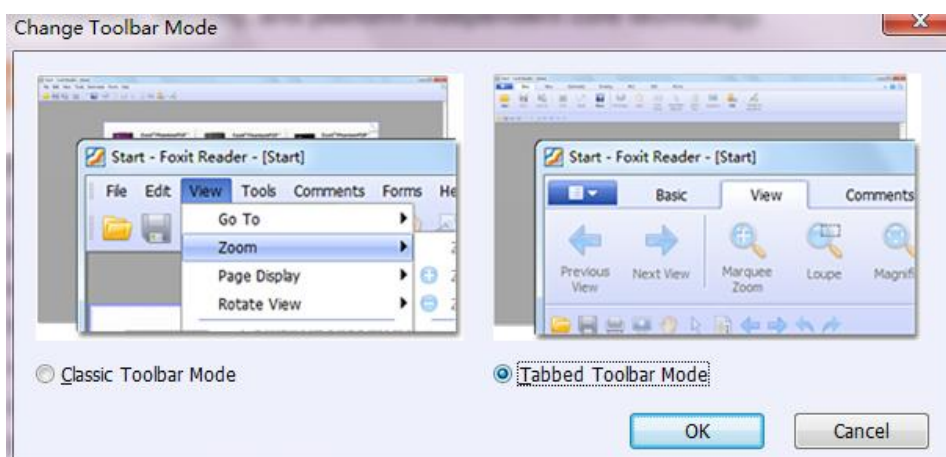 Change Toolbar Mode
Start - Foxit Reader - [Start]
File Edit View Tools Comments Forms He
Go To
Zoom
Page Display
Rotate View
Start - Foxit Reader - [Start]
Basic View Comments
Previous View Next View Marquee Zoom Loupe Magnif
Classic Toolbar Mode
Tabbed Toolbar Mode
OK Cancel